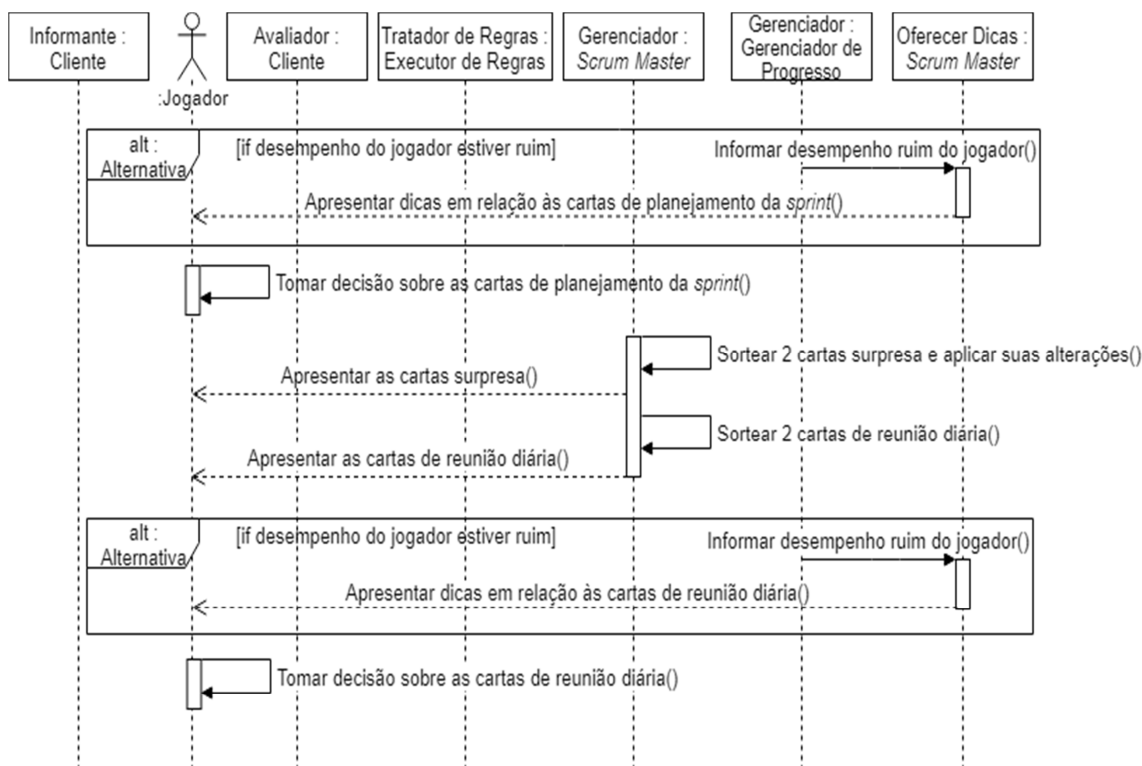 Informante :
Cliente
:Jogador
Avaliador :
Cliente
Tratador de Regras :
Executor de Regras
Gerenciador :
Scrum Master
Gerenciador :
Gerenciador de
Progresso
Oferecer Dicas :
Scrum Master
alt :
Alternativa
[if desempenho do jogador estiver ruim]
Informar desempenho ruim do jogador()
Apresentar dicas em relação às cartas de planejamento da sprint()
Tomar decisão sobre as cartas de planejamento da sprint()
Sortear 2 cartas surpresa e aplicar suas alterações()
Apresentar as cartas surpresa()
Sortear 2 cartas de reunião diária()
Apresentar as cartas de reunião diária()
alt :
Alternativa
[if desempenho do jogador estiver ruim]
Informar desempenho ruim do jogador()
Apresentar dicas em relação às cartas de reunião diária()
Tomar decisão sobre as cartas de reunião diária()